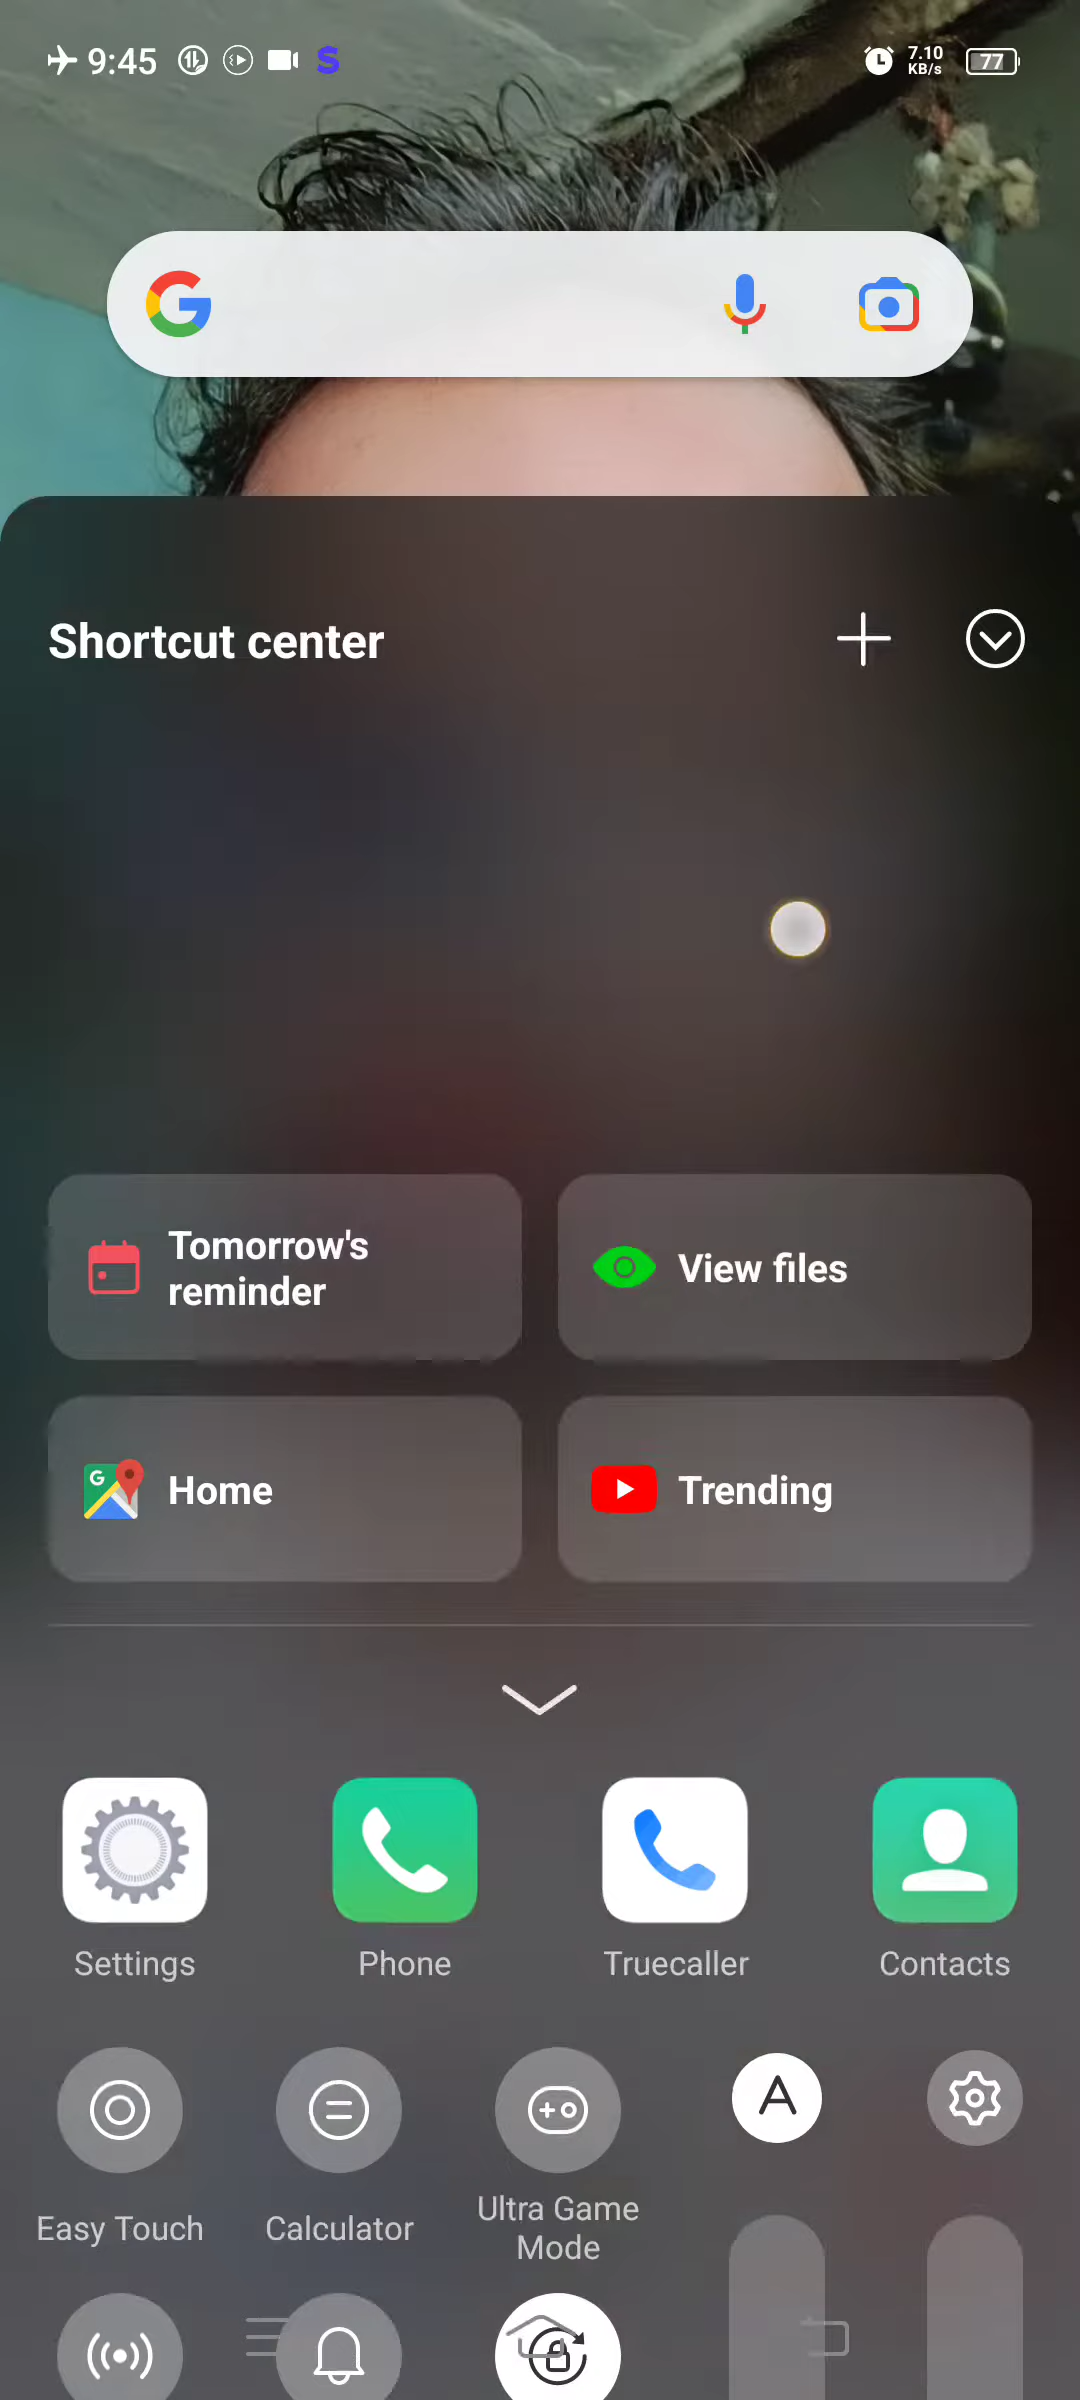 9:45
S
7.10
KB/s
77
Shortcut center
Tomorrow's
reminder
View files
G
Home
Trending
Settings
Phone
Truecaller
Contacts
A
Easy Touch
Calculator
Ultra Game
Mode